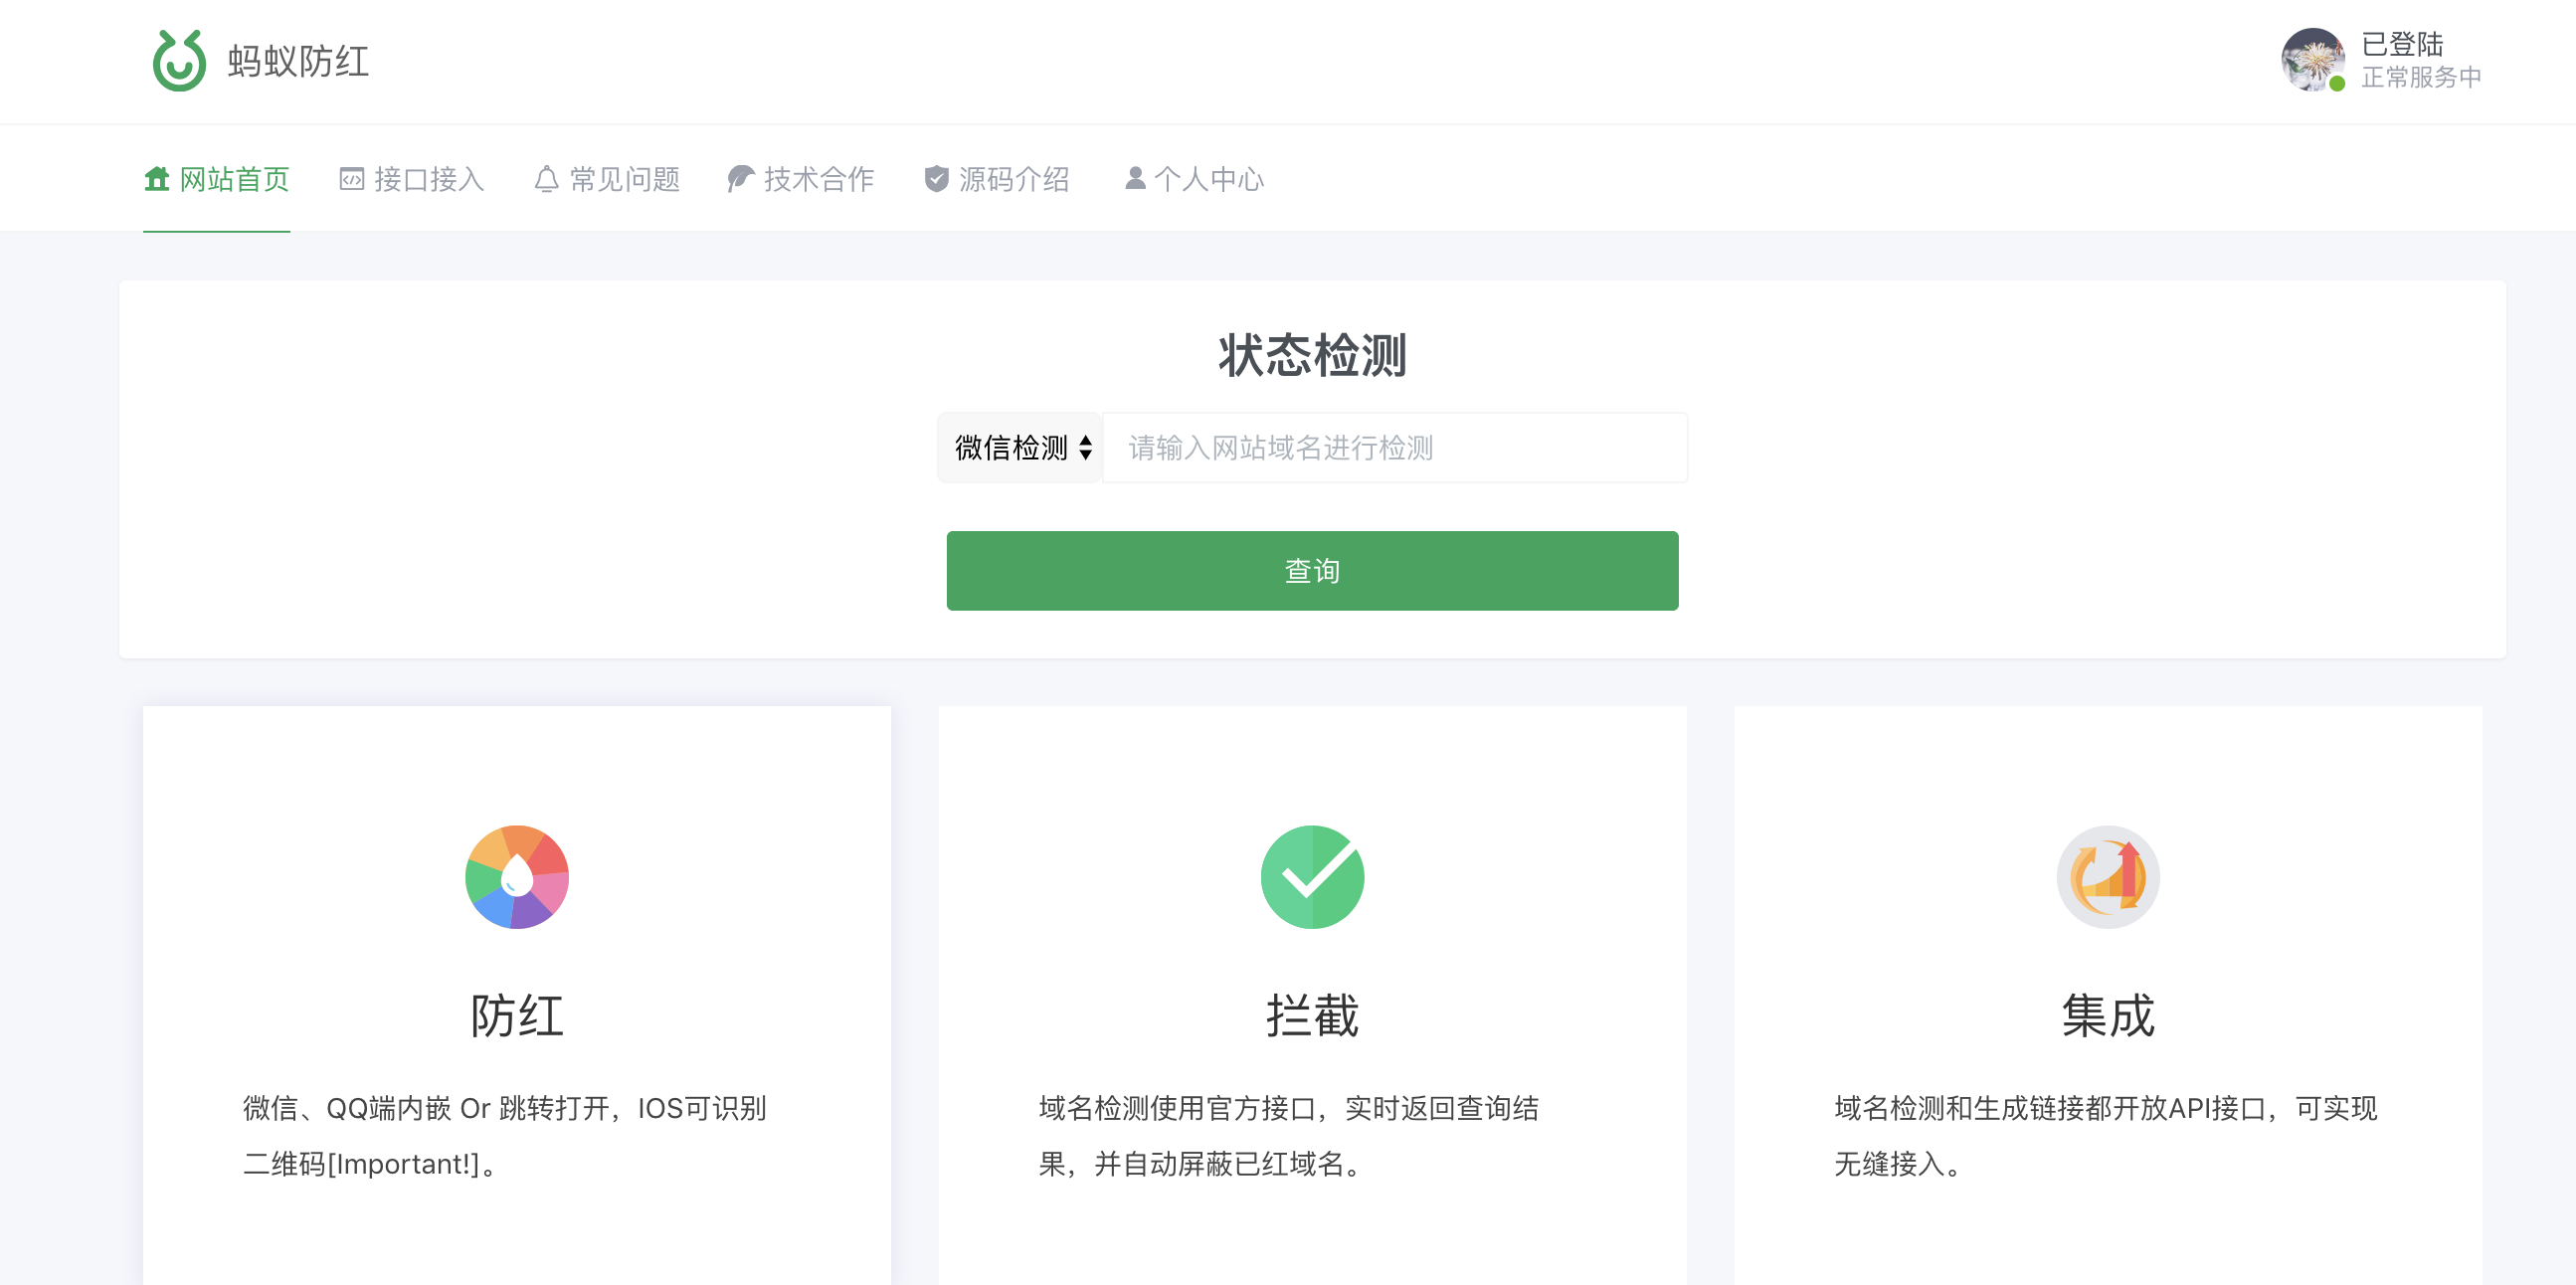 蚂蚁防红
已登陆
正常服务中
网站首页
接口接入
常见问题
技术合作
源码介绍
个人中心
状态检测
微信检测
请输入网站域名进行检测
查询
防红
微信、QQ端内嵌 Or 跳转打开，IOS可识别
二维码[Important!]。
拦截
域名检测使用官方接口，实时返回查询结
果，并自动屏蔽已红域名。
集成
域名检测和生成链接都开放API接口，可实现
无缝接入。